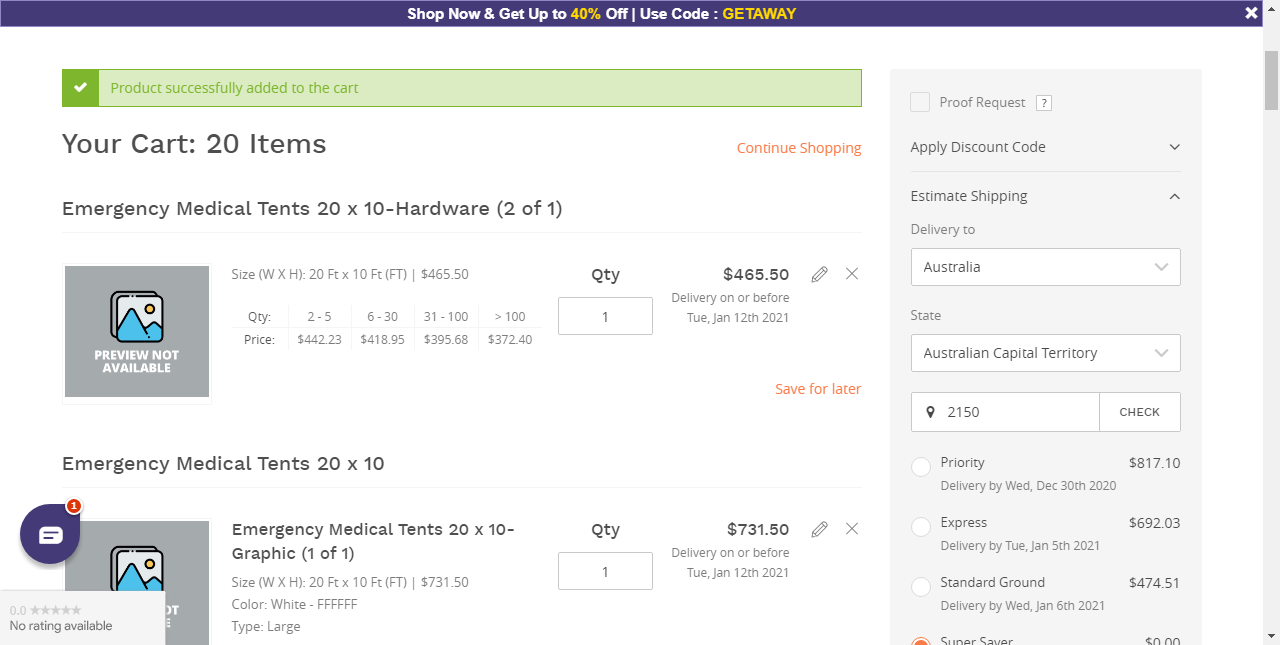 Shop Now & Get Up to 40% Off | Use Code : GETAWAY
Product successfully added to the cart
Your Cart: 20 Items
Continue Shopping
Emergency Medical Tents 20 x 10-Hardware (2 of 1)
PREVIEW NOT
AVAILABLE
Size (W X H): 20 Ft x 10 Ft (FT) | $465.50
Qty: 2 - 5 6 - 30 31 - 100 > 100
Price: $442.23 $418.95 $395.68 $372.40
Qty
1
$465.50
Delivery on or before
Tue, Jan 12th 2021
Save for later
Emergency Medical Tents 20 x 10
Emergency Medical Tents 20 x 10-
Graphic (1 of 1)
Size (W X H): 20 Ft x 10 Ft (FT) | $731.50
Color: White - FFFFFF
Type: Large
Qty
1
$731.50
Delivery on or before
Tue, Jan 12th 2021
1
0.0
No rating available
Proof Request ?
Apply Discount Code
Estimate Shipping
Delivery to
Australia
State
Australian Capital Territory
2150 CHECK
Priority $817.10
Delivery by Wed, Dec 30th 2020
Express $692.03
Delivery by Tue, Jan 5th 2021
Standard Ground $474.51
Delivery by Wed, Jan 6th 2021
Super Saver $0.00